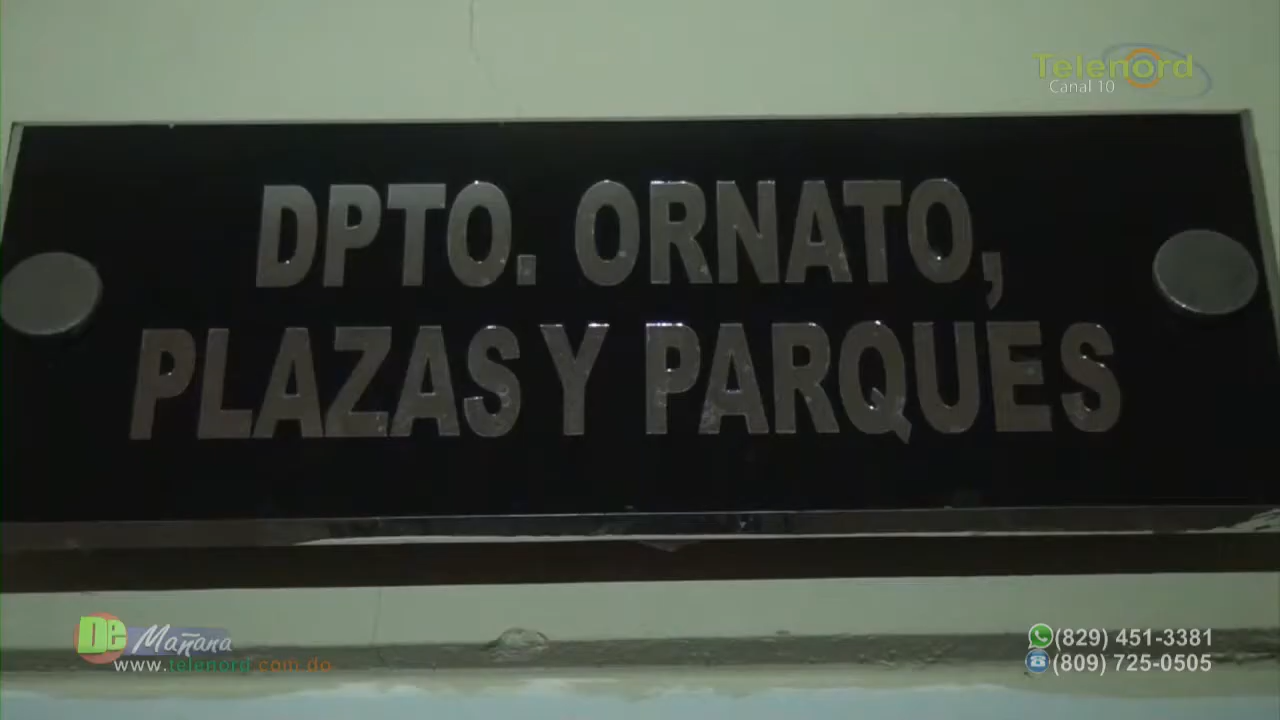 Telenord
Canal 10
DPTO. ORNATO,
PLAZAS Y PARQUES
De Mañana
www.telenord.com.do
(829) 451-3381
(809) 725-0505